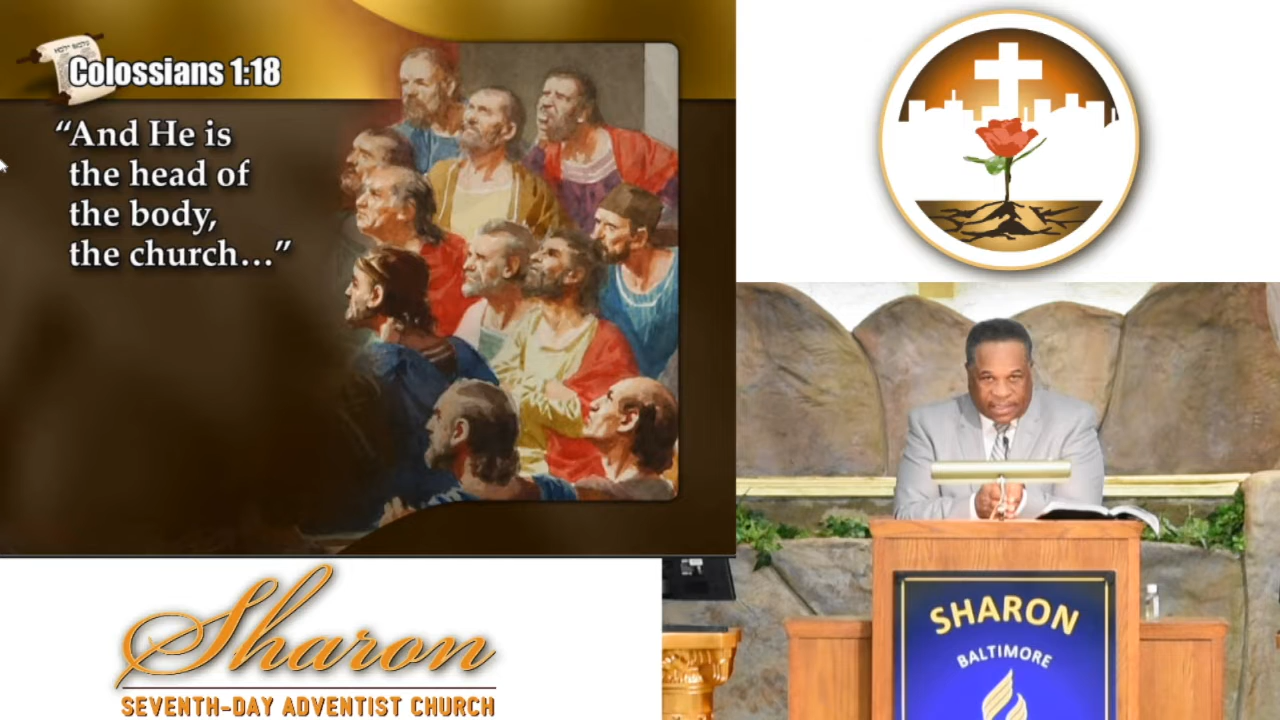 Colossians 1:18
“And He is
the head of
the body,
the church…”
Sharon
SEVENTH-DAY ADVENTIST CHURCH
SHARON
BALTIMORE